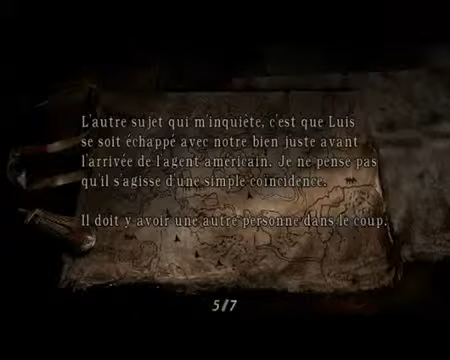 L'autre sujet qui m'inquiète, c'est que Luis
se soit échappé avec notre bien juste avant
l'arrivée de l'agent américain. Je ne pense pas
qu'il s'agisse d'une simple coïncidence.
Il doit y avoir une autre personne dans le coup.
5/7